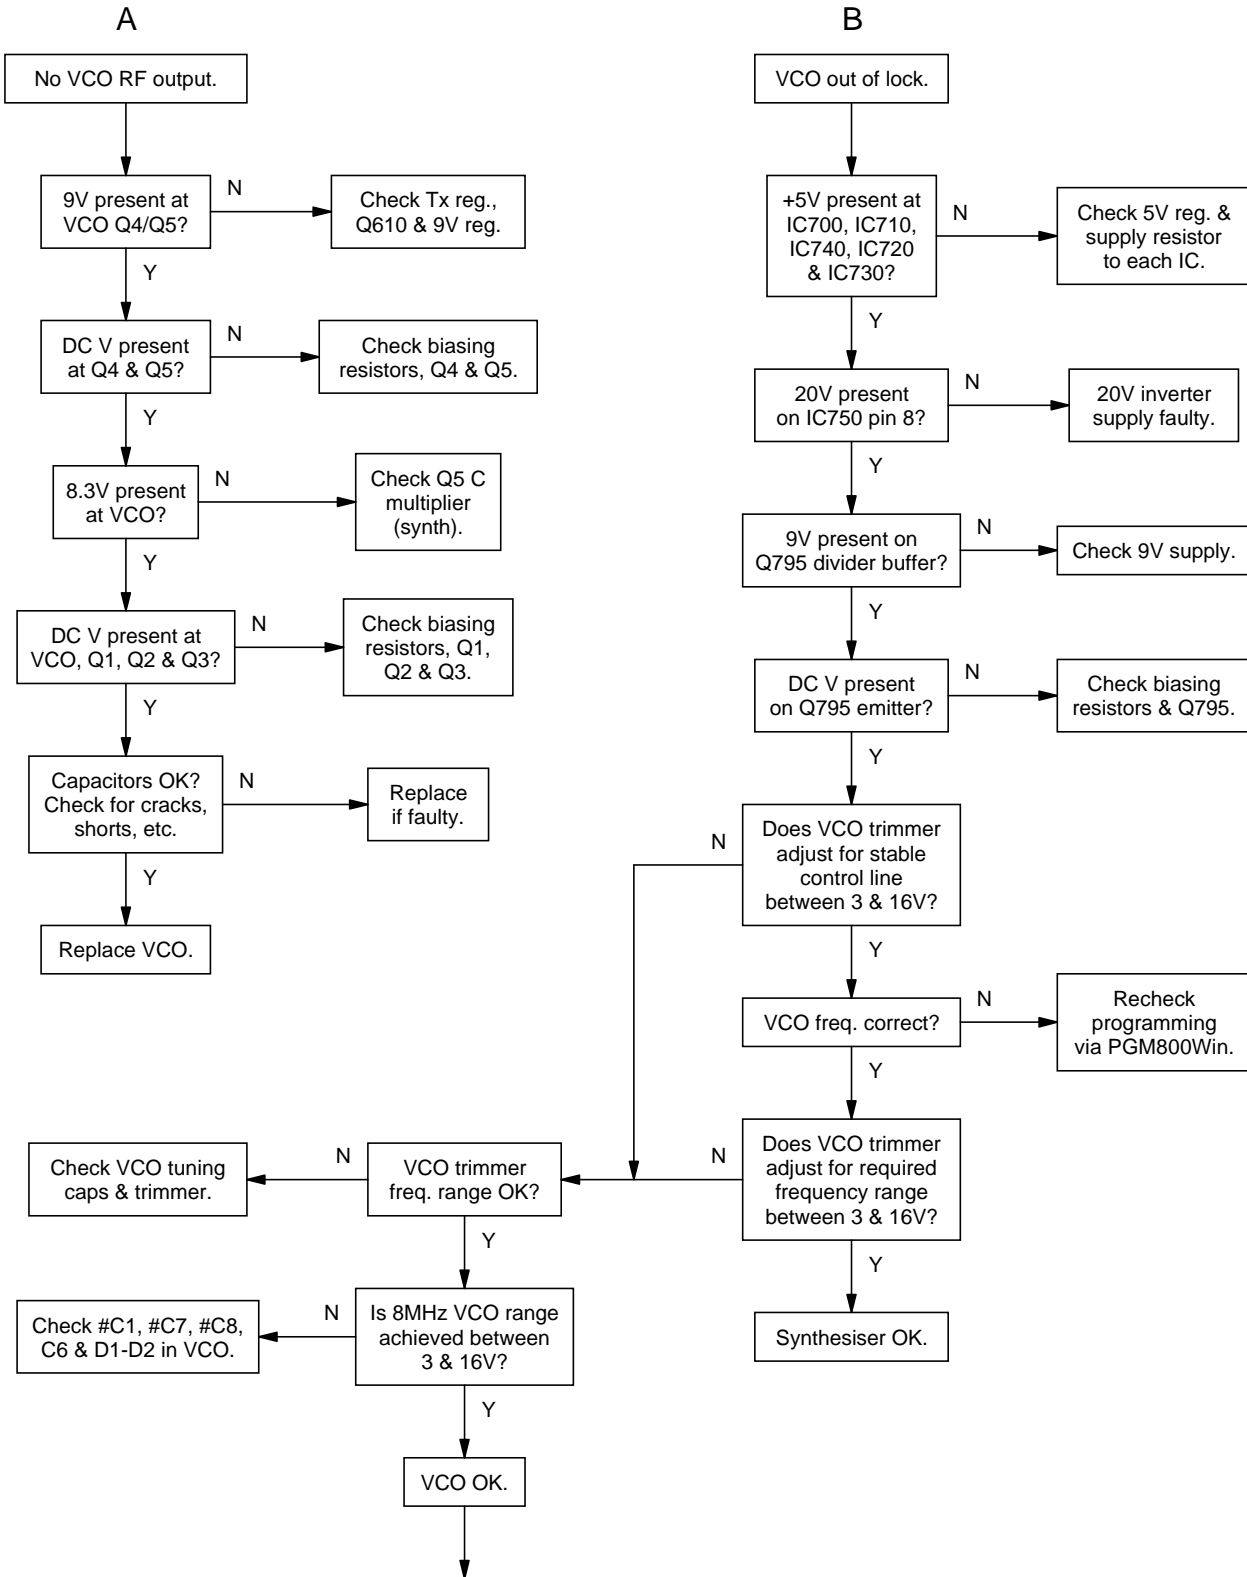 A
No VCO RF output.
9V present at
VCO Q4/Q5?
N
Check Tx reg.,
Q610 & 9V reg.
Y
DC V present
at Q4 & Q5?
N
Check biasing
resistors, Q4 & Q5.
Y
8.3V present
at VCO?
N
Check Q5 C
multiplier
(synth).
Y
DC V present at
VCO, Q1, Q2 & Q3?
N
Check biasing
resistors, Q1,
Q2 & Q3.
Y
Capacitors OK?
Check for cracks,
shorts, etc.
N
Replace
if faulty.
Y
Replace VCO.
B
VCO out of lock.
+5V present at
IC700, IC710,
IC740, IC720
& IC730?
N
Check 5V reg. &
supply resistor
to each IC.
Y
20V present
on IC750 pin 8?
N
20V inverter
supply faulty.
Y
9V present on
Q795 divider buffer?
N
Check 9V supply.
Y
DC V present
on Q795 emitter?
N
Check biasing
resistors & Q795.
Y
Does VCO trimmer
adjust for stable
control line
between 3 & 16V?
N
Y
VCO freq. correct?
N
Recheck
programming
via PGM800Win.
Y
Does VCO trimmer
adjust for required
frequency range
between 3 & 16V?
N
Y
Synthesiser OK.
VCO trimmer
freq. range OK?
N
Check VCO tuning
caps & trimmer.
Y
Is 8MHz VCO range
achieved between
3 & 16V?
N
Check #C1, #C7, #C8,
C6 & D1-D2 in VCO.
Y
VCO OK.